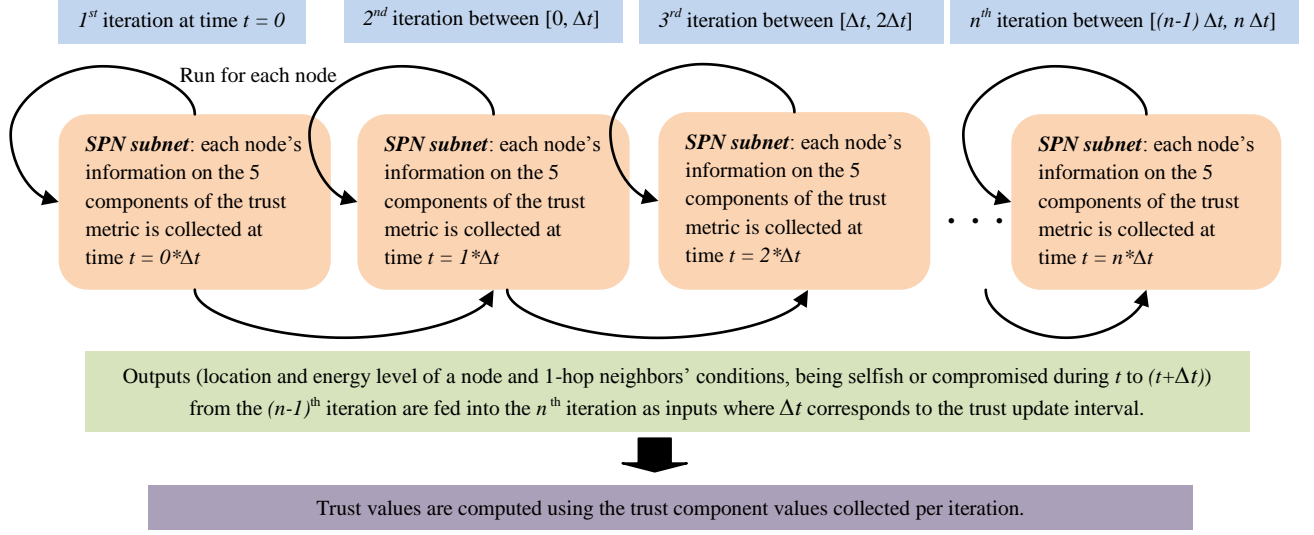 1st iteration at time t = 0
2nd iteration between [0, Δt]
3rd iteration between [Δt, 2Δt]
nth iteration between [(n-1) Δt, n Δt]
Run for each node
SPN subnet: each node's
information on the 5
components of the trust
metric is collected at
time t = 0*Δt
SPN subnet: each node's
information on the 5
components of the trust
metric is collected at
time t = 1*Δt
SPN subnet: each node's
information on the 5
components of the trust
metric is collected at
time t = 2*Δt
. . . .
SPN subnet: each node's
information on the 5
components of the trust
metric is collected at
time t = n*Δt
Outputs (location and energy level of a node and 1-hop neighbors' conditions, being selfish or compromised during t to (t+Δt))
from the (n-1)th iteration are fed into the nth iteration as inputs where Δt corresponds to the trust update interval.
Trust values are computed using the trust component values collected per iteration.